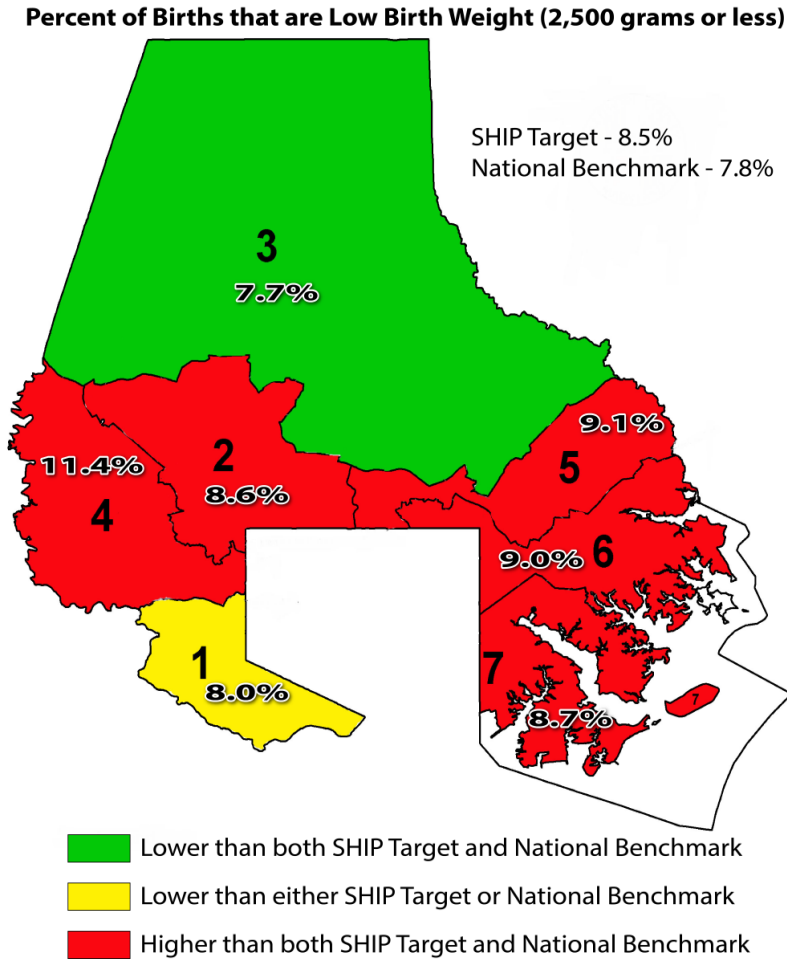 Percent of Births that are Low Birth Weight (2,500 grams or less)
SHIP Target - 8.5%
National Benchmark - 7.8%
3
7.7%
9.1%
2
11.4%
5
8.6%
4
9.0%
6
1
7
8.0%
7
8.7%
Lower than both SHIP Target and National Benchmark
Lower than either SHIP Target or National Benchmark
Higher than both SHIP Target and National Benchmark